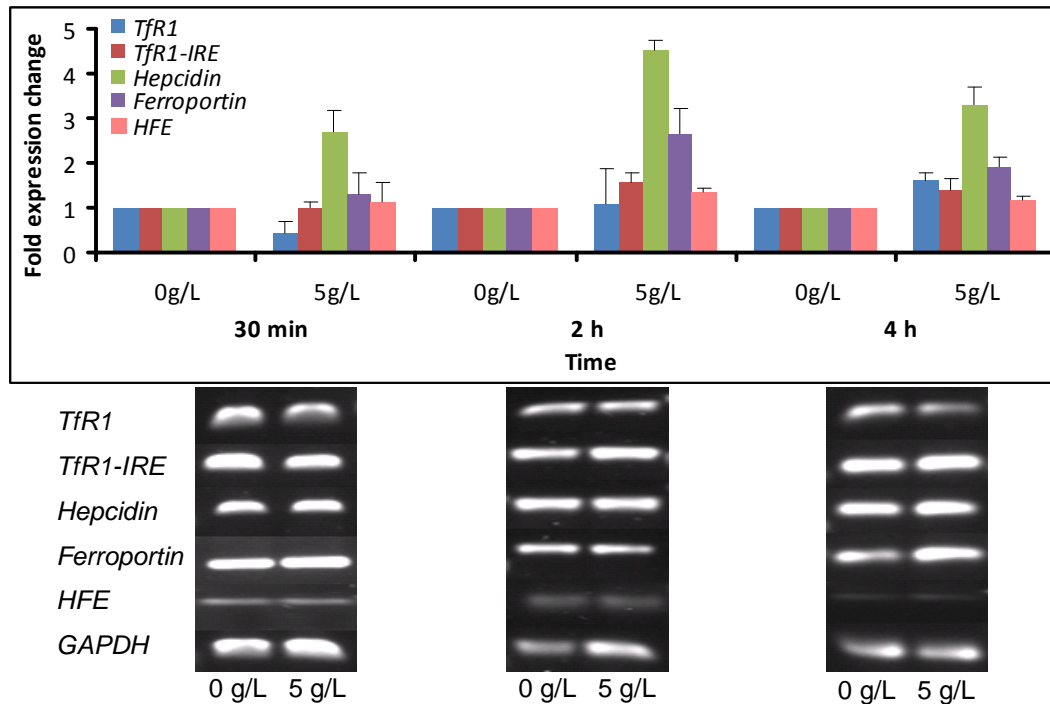 Fold expression change
5
4
3
2
1
0
TfR1
TfR1-IRE
Hepcidin
Ferroportin
HFE
0g/L 5g/L 0g/L 5g/L 0g/L 5g/L
30 min 2 h 4 h
Time
TfR1
TfR1-IRE
Hepcidin
Ferroportin
HFE
GAPDH
0 g/L 5 g/L 0 g/L 5 g/L 0 g/L 5 g/L